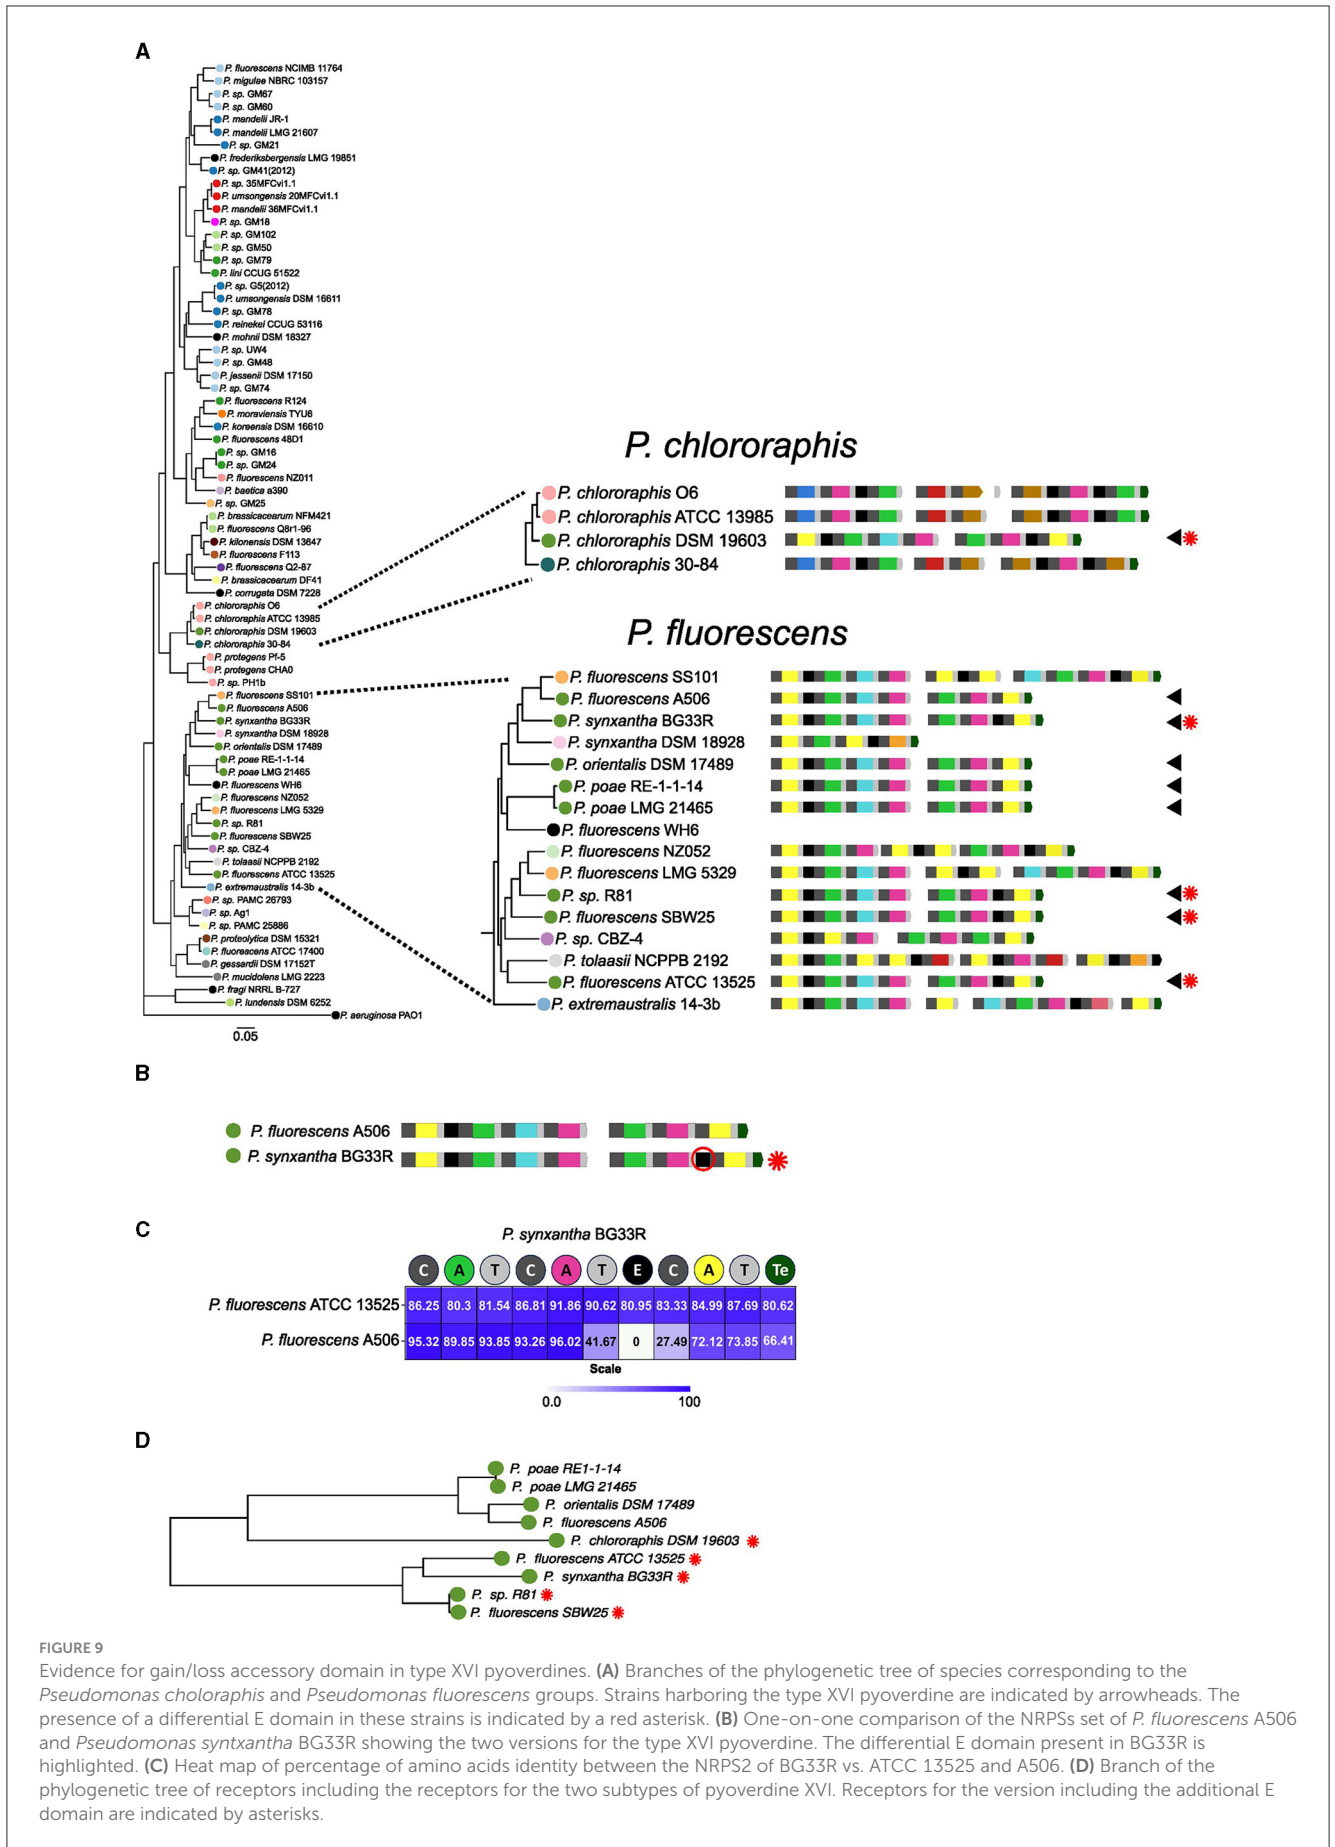 A
P. fluorescens NCIMB 11764
P. migulae NBRC 103157
P. sp. GM67
P. sp. GM60
P. mandelii JR-1
P. mandelii LMG 21607
P. sp. GM21
P. frederiksbergensis LMG 19851
P. sp. GM41(2012)
P. sp. 35MFCvi1.1
P. umsongensis 20MFCvi1.1
P. mandelii 36MFCvi1.1
P. sp. GM18
P. sp. GM102
P. sp. GM50
P. sp. GM79
P. lini CCUG 51522
P. sp. G5(2012)
P. umsongensis DSM 16611
P. sp. GM78
P. reinekei CCUG 53116
P. mohnii DSM 18327
P. sp. UW4
P. sp. GM48
P. jessenii DSM 17150
P. sp. GM74
P. fluorescens R124
P. moraviensis TYU6
P. koreensis DSM 16610
P. fluorescens 48D1
P. sp. GM16
P. sp. GM24
P. fluorescens NZ011
P. baetica a390
P. sp. GM25
P. brassicacearum NFM421
P. fluorescens Q8r1-96
P. kilonensis DSM 13647
P. fluorescens F113
P. fluorescens Q2-87
P. brassicacearum DF41
P. corrugata DSM 7228
P. chlororaphis O6
P. chlororaphis ATCC 13985
P. chlororaphis DSM 19603
P. chlororaphis 30-84
P. protegens Pf-5
P. protegens CHA0
P. sp. PH1b
P. fluorescens SS101
P. fluorescens A506
P. synxantha BG33R
P. synxantha DSM 18928
P. orientalis DSM 17489
P. poae RE-1-1-14
P. poae LMG 21465
P. fluorescens WH6
P. fluorescens NZ052
P. fluorescens LMG 5329
P. sp. R81
P. fluorescens SBW25
P. sp. CBZ-4
P. tolaasii NCPPB 2192
P. fluorescens ATCC 13525
P. extremaustralis 14-3b
P. sp. PAMC 26793
P. sp. Ag1
P. sp. PAMC 25886
P. proteolytica DSM 15321
P. fluorescens ATCC 17400
P. gessardii DSM 17152T
P. mucidolens LMG 2223
P. fragi NRRL B-727
P. lundensis DSM 6252
P. aeruginosa PAO1
0.05
P. chlororaphis
P. chlororaphis O6
P. chlororaphis ATCC 13985
P. chlororaphis DSM 19603
P. chlororaphis 30-84
P. fluorescens
P. fluorescens SS101
P. fluorescens A506
P. synxantha BG33R
P. synxantha DSM 18928
P. orientalis DSM 17489
P. poae RE-1-1-14
P. poae LMG 21465
P. fluorescens WH6
P. fluorescens NZ052
P. fluorescens LMG 5329
P. sp. R81
P. fluorescens SBW25
P. sp. CBZ-4
P. tolaasii NCPPB 2192
P. fluorescens ATCC 13525
P. extremaustralis 14-3b
B
P. fluorescens A506
P. synxantha BG33R
C
P. synxantha BG33R
C A T C A T E C A T Te
P. fluorescens ATCC 13525 86.25 80.3 81.54 86.81 91.86 90.62 80.95 83.33 84.99 87.69 80.62
P. fluorescens A506 95.32 89.85 93.85 93.26 96.02 41.67 0 27.49 72.12 73.85 66.41
Scale
0.0 100
D
P. poae RE1-1-14
P. poae LMG 21465
P. orientalis DSM 17489
P. fluorescens A506
P. chlororaphis DSM 19603
P. fluorescens ATCC 13525
P. synxantha BG33R
P. sp. R81
P. fluorescens SBW25
FIGURE 9
Evidence for gain/loss accessory domain in type XVI pyoverdines. (A) Branches of the phylogenetic tree of species corresponding to the
Pseudomonas choloraphis and Pseudomonas fluorescens groups. Strains harboring the type XVI pyoverdine are indicated by arrowheads. The
presence of a differential E domain in these strains is indicated by a red asterisk. (B) One-on-one comparison of the NRPSs set of P. fluorescens A506
and Pseudomonas syntxantha BG33R showing the two versions for the type XVI pyoverdine. The differential E domain present in BG33R is
highlighted. (C) Heat map of percentage of amino acids identity between the NRPS2 of BG33R vs. ATCC 13525 and A506. (D) Branch of the
phylogenetic tree of receptors including the receptors for the two subtypes of pyoverdine XVI. Receptors for the version including the additional E
domain are indicated by asterisks.